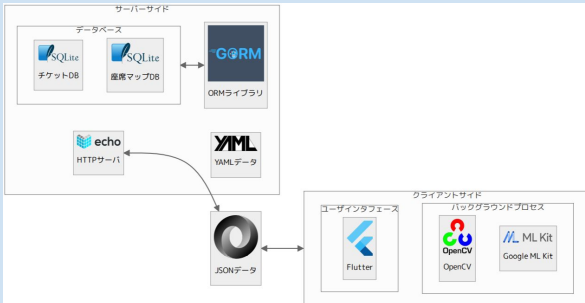 サーバーサイド
データベース
SQLite
チケットDB
SQLite
座席マップDB
GORM
ORMライブラリ
echo
HTTPサーバ
YAML
YAMLデータ
JSONデータ
クライアントサイド
ユーザインタフェース
Flutter
バックグラウンドプロセス
OpenCV
OpenCV
ML Kit
Google ML Kit